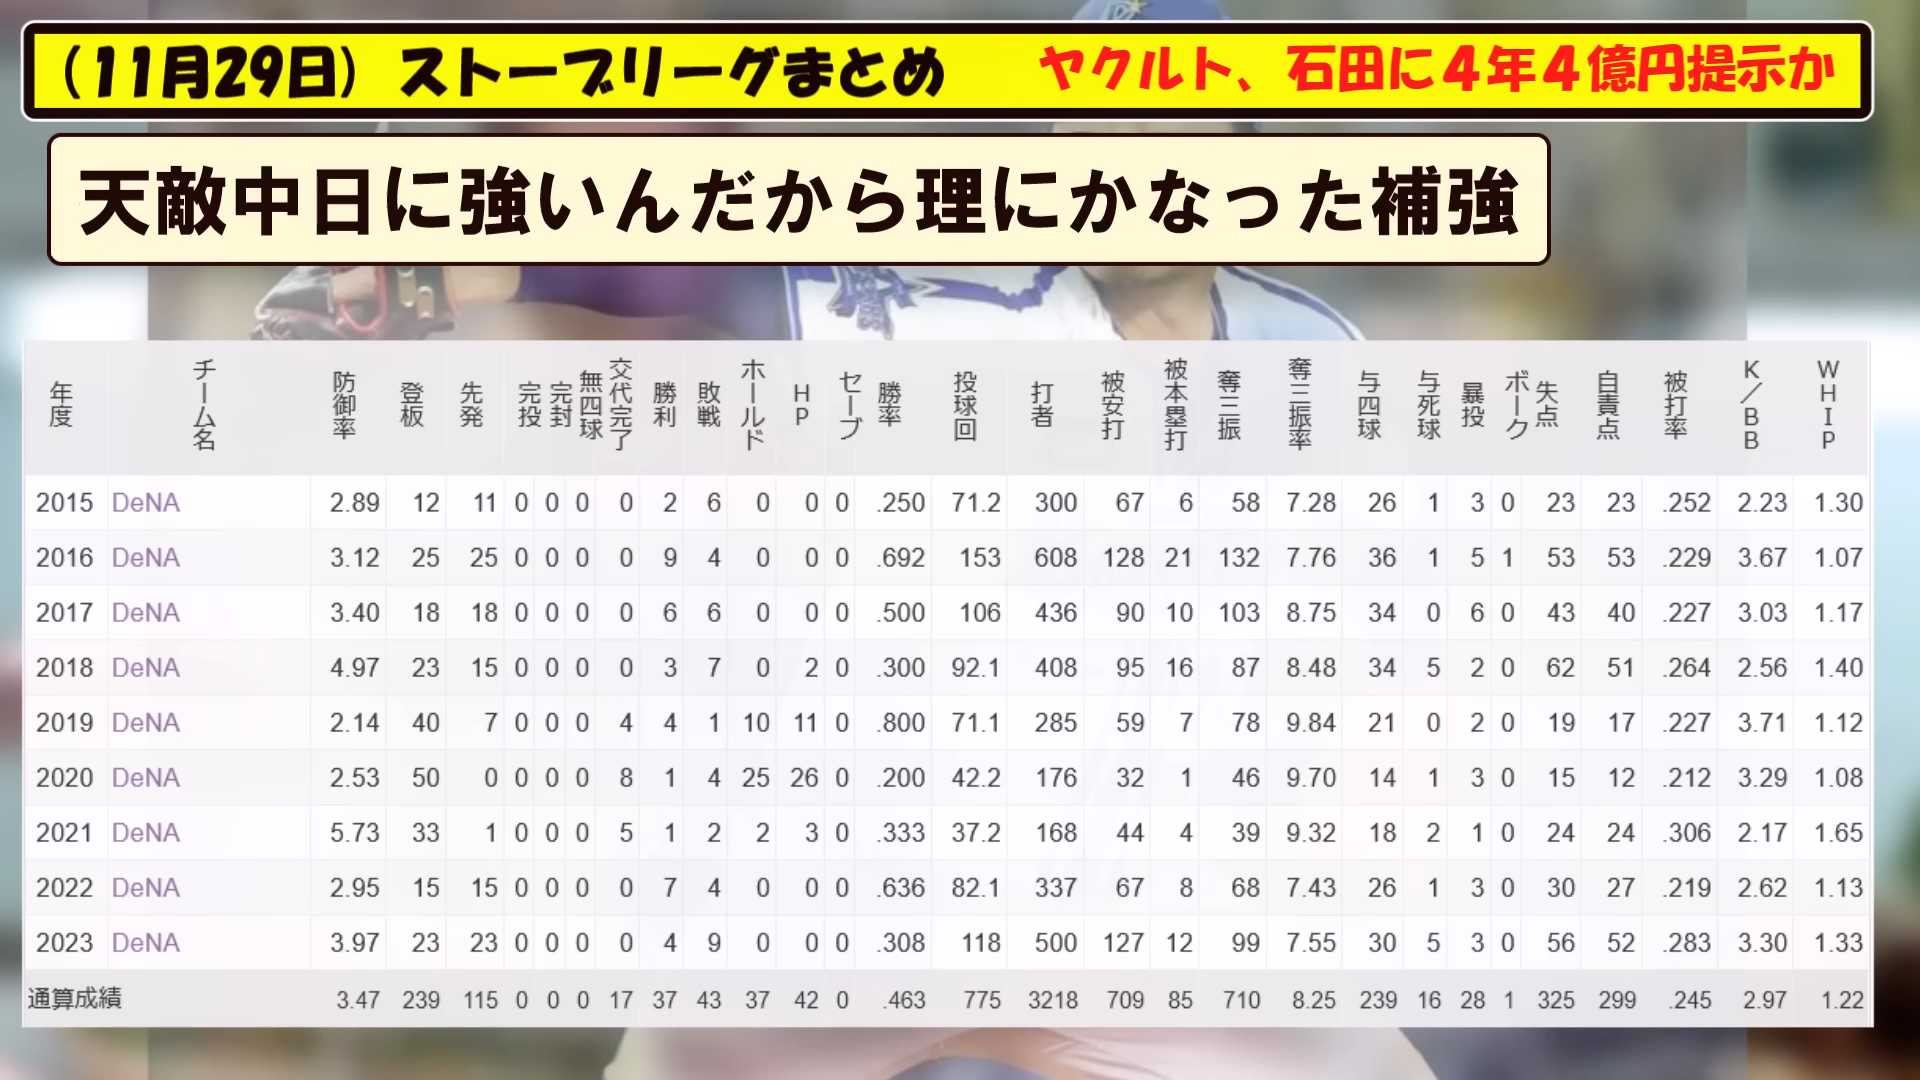 （11月29日）ストーブリーグまとめ　ヤクルト、石田に４年４億円提示か
天敵中日に強いんだから理にかなった補強
年度 チーム名 防御率 登板 先発 完投 完封 無四球 交代完了 勝利 敗戦 ホールド HP セーブ 勝率 投球回 打者 被安打 被本塁打 奪三振 奪三振率 与四球 与死球 暴投 ボーク 失点 自責点 被打率 K／BB WHIP
2015 DeNA 2.89 12 11 0 0 0 0 2 6 0 0 0 .250 71.2 300 67 6 58 7.28 26 1 3 0 23 23 .252 2.23 1.30
2016 DeNA 3.12 25 25 0 0 0 0 9 4 0 0 0 .692 153 608 128 21 132 7.76 36 1 5 1 53 53 .229 3.67 1.07
2017 DeNA 3.40 18 18 0 0 0 0 6 6 0 0 0 .500 106 436 90 10 103 8.75 34 0 6 0 43 40 .227 3.03 1.17
2018 DeNA 4.97 23 15 0 0 0 0 3 7 0 2 0 .300 92.1 408 95 16 87 8.48 34 5 2 0 62 51 .264 2.56 1.40
2019 DeNA 2.14 40 7 0 0 0 4 4 1 10 11 0 .800 71.1 285 59 7 78 9.84 21 0 2 0 19 17 .227 3.71 1.12
2020 DeNA 2.53 50 0 0 0 0 8 1 4 25 26 0 .200 42.2 176 32 1 46 9.70 14 1 3 0 15 12 .212 3.29 1.08
2021 DeNA 5.73 33 1 0 0 0 5 1 2 2 3 0 .333 37.2 168 44 4 39 9.32 18 2 1 0 24 24 .306 2.17 1.65
2022 DeNA 2.95 15 15 0 0 0 0 7 4 0 0 0 .636 82.1 337 67 8 68 7.43 26 1 3 0 30 27 .219 2.62 1.13
2023 DeNA 3.97 23 23 0 0 0 0 4 9 0 0 0 .308 118 500 127 12 99 7.55 30 5 3 0 56 52 .283 3.30 1.33
通算成績 3.47 239 115 0 0 0 17 37 43 37 42 0 .463 775 3218 709 85 710 8.25 239 16 28 1 325 299 .245 2.97 1.22